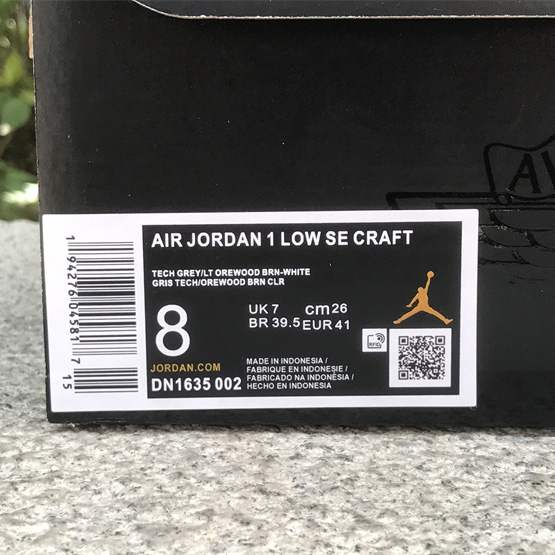 AIR JORDAN 1 LOW SE CRAFT
TECH GREY/LT OREWOOD BRN-WHITE
GRIS TECH/OREWOOD BRN CLR
8
UK 7 cm 26
BR 39.5 EUR 41
JORDAN.COM
DN1635 002
MADE IN INDONESIA /
FABRIQUE EN INDONESIE /
FABRICADO NA INDONÉSIA /
HECHO EN INDONESIA
RFID
1 94276 04581 7
15